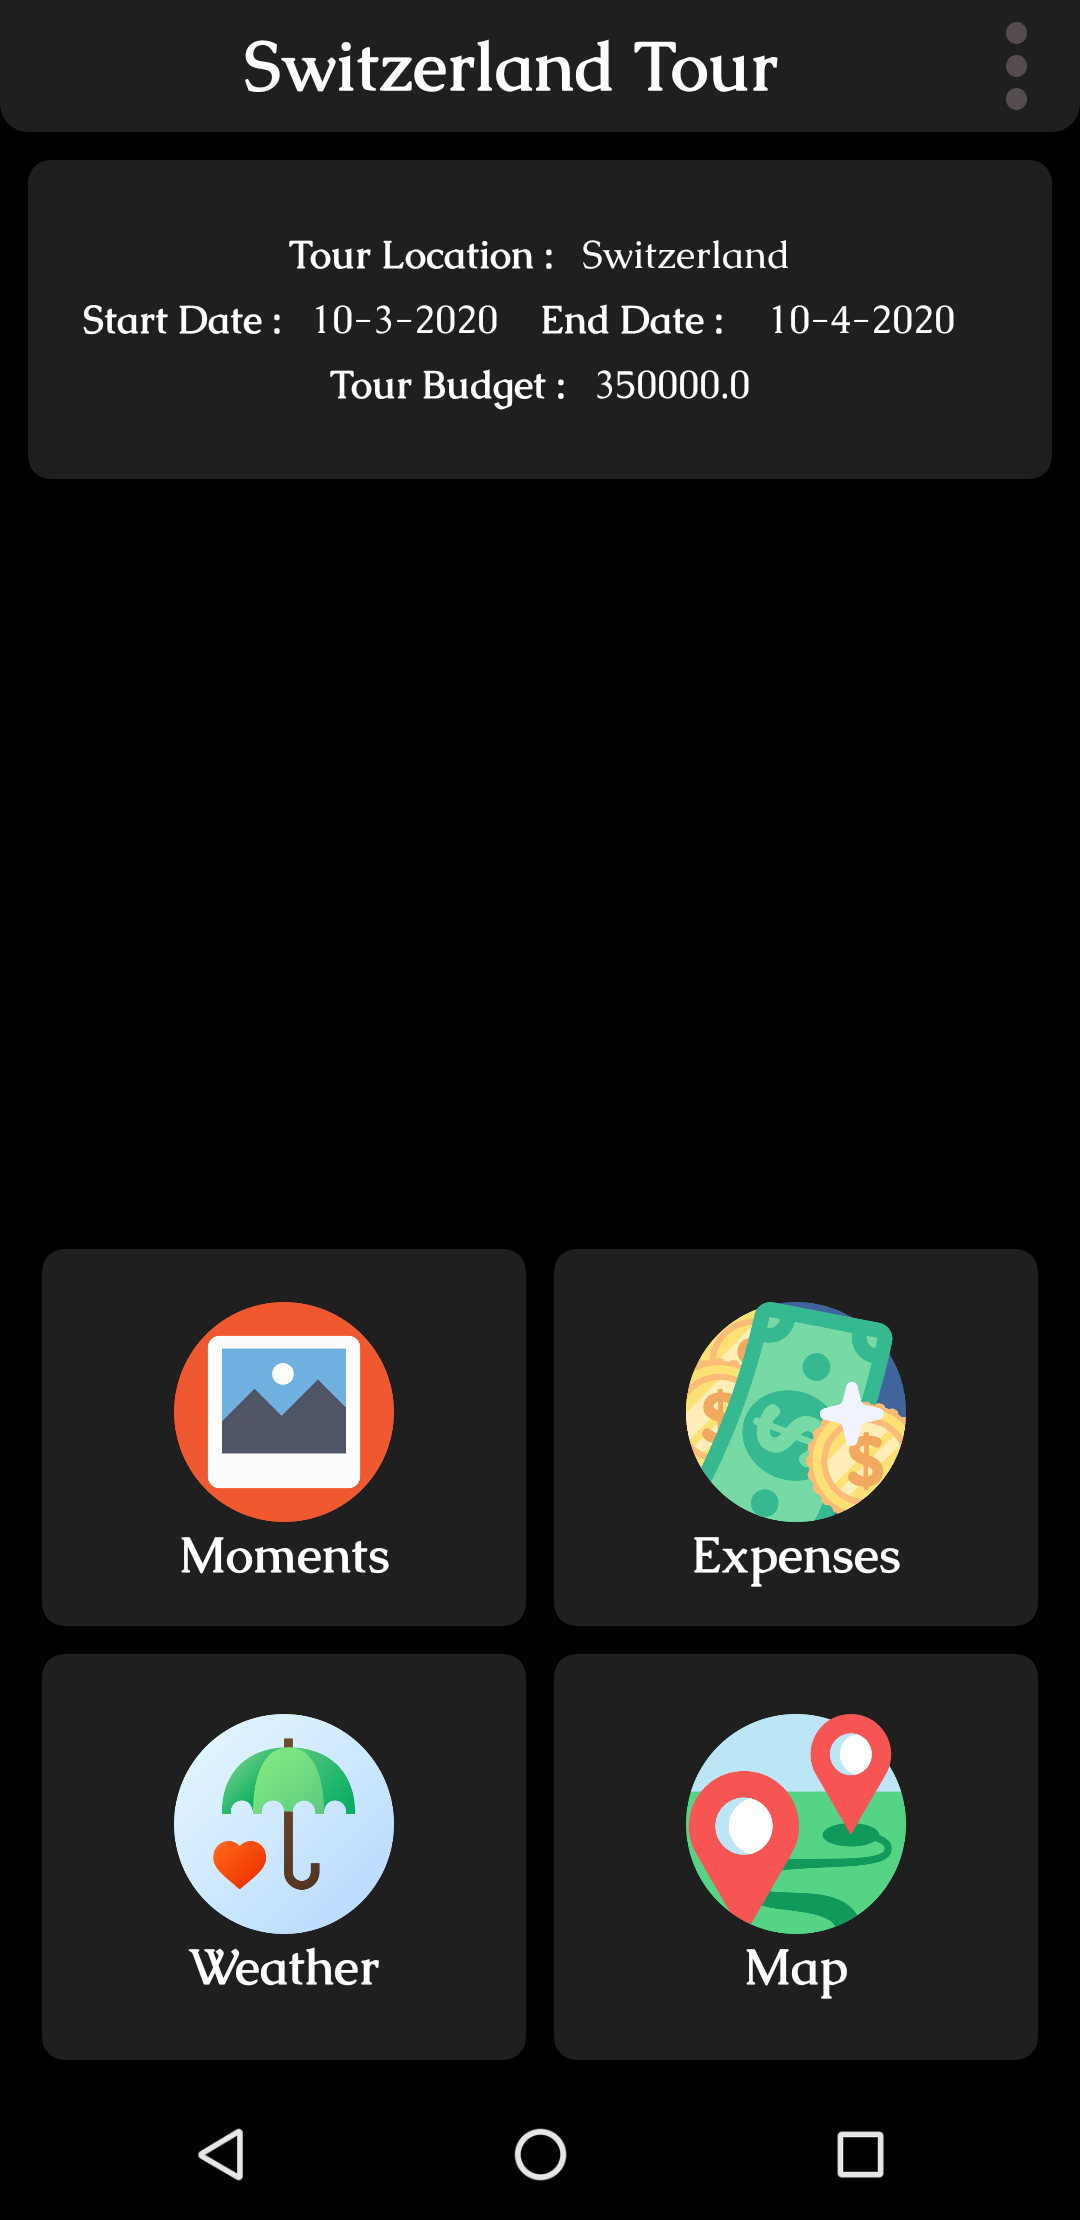 Switzerland Tour
Tour Location : Switzerland
Start Date : 10-3-2020 End Date : 10-4-2020
Tour Budget : 350000.0
Moments
Expenses
Weather
Map